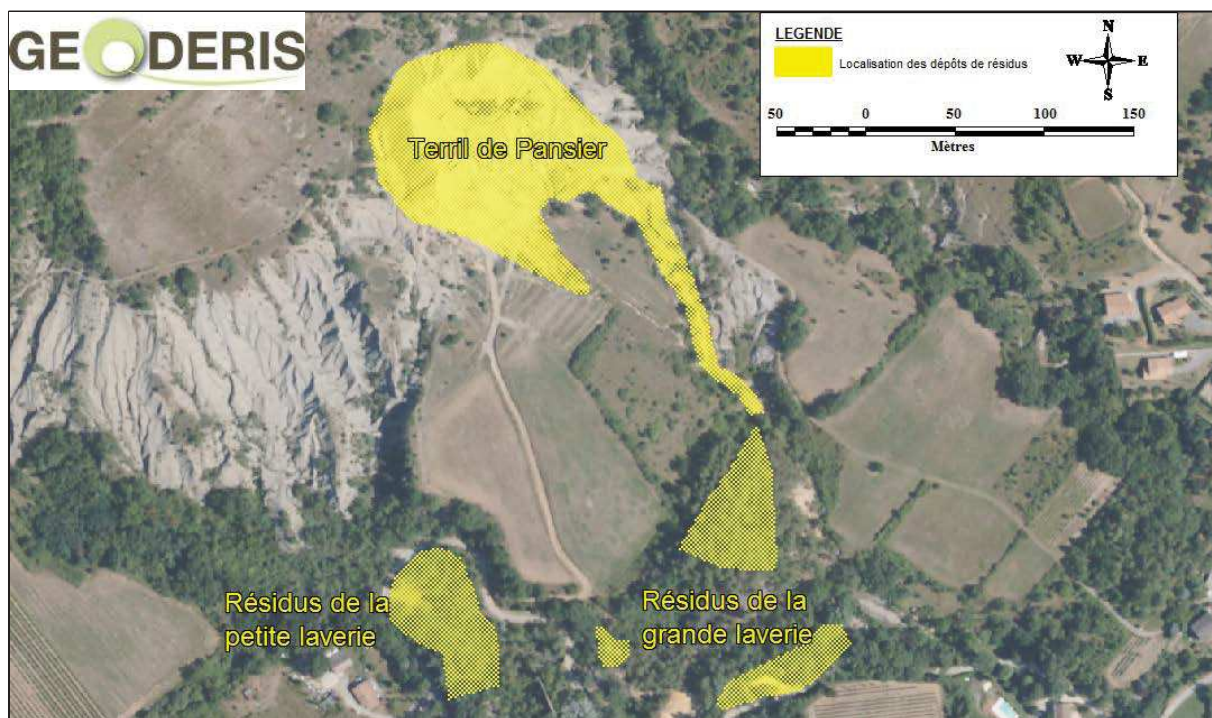 GEODERIS
LEGENDE
Localisation des dépôts de résidus
N
W E
S
50 0 50 100 150
Mètres
Terril de Pansier
Résidus de la
petite laverie
Résidus de la
grande laverie